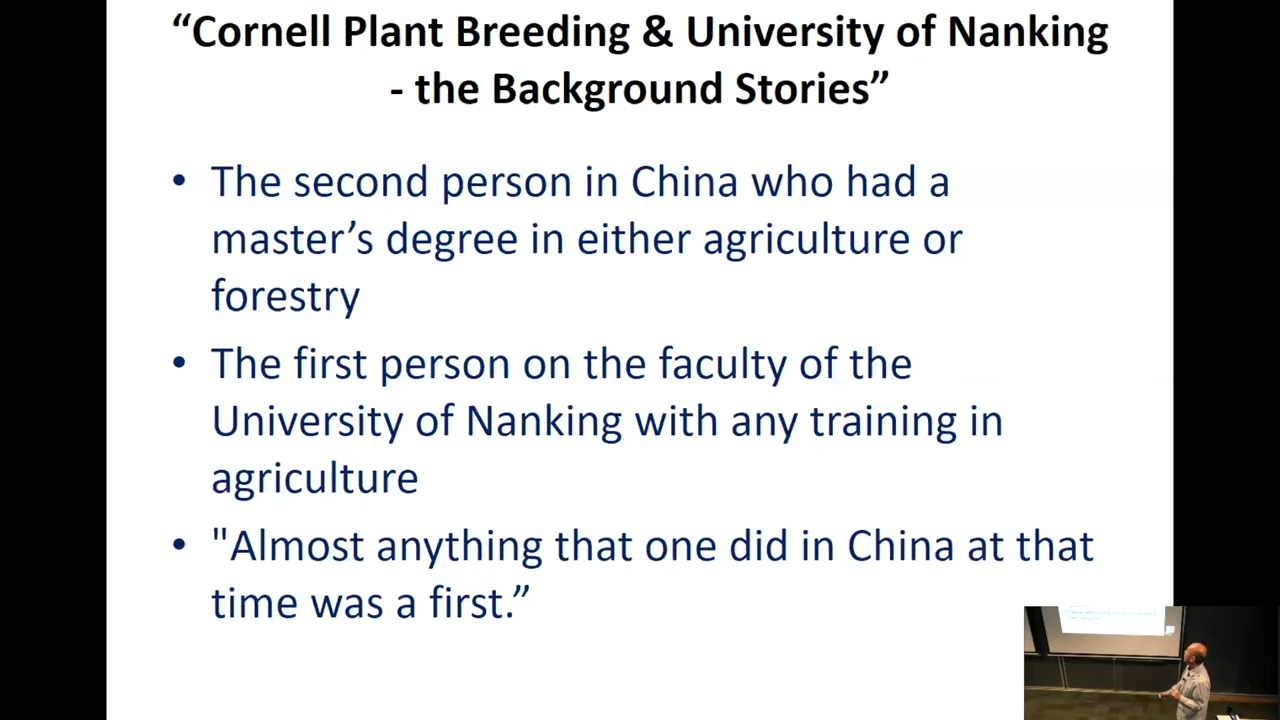 “Cornell Plant Breeding & University of Nanking
- the Background Stories”
• The second person in China who had a
master’s degree in either agriculture or
forestry
• The first person on the faculty of the
University of Nanking with any training in
agriculture
• "Almost anything that one did in China at that
time was a first.”